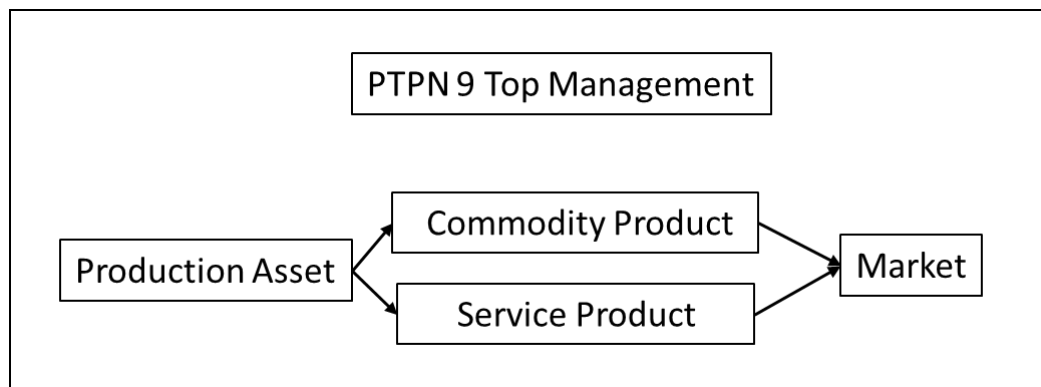 PTPN 9 Top Management
Commodity Product
Production Asset
Market
Service Product